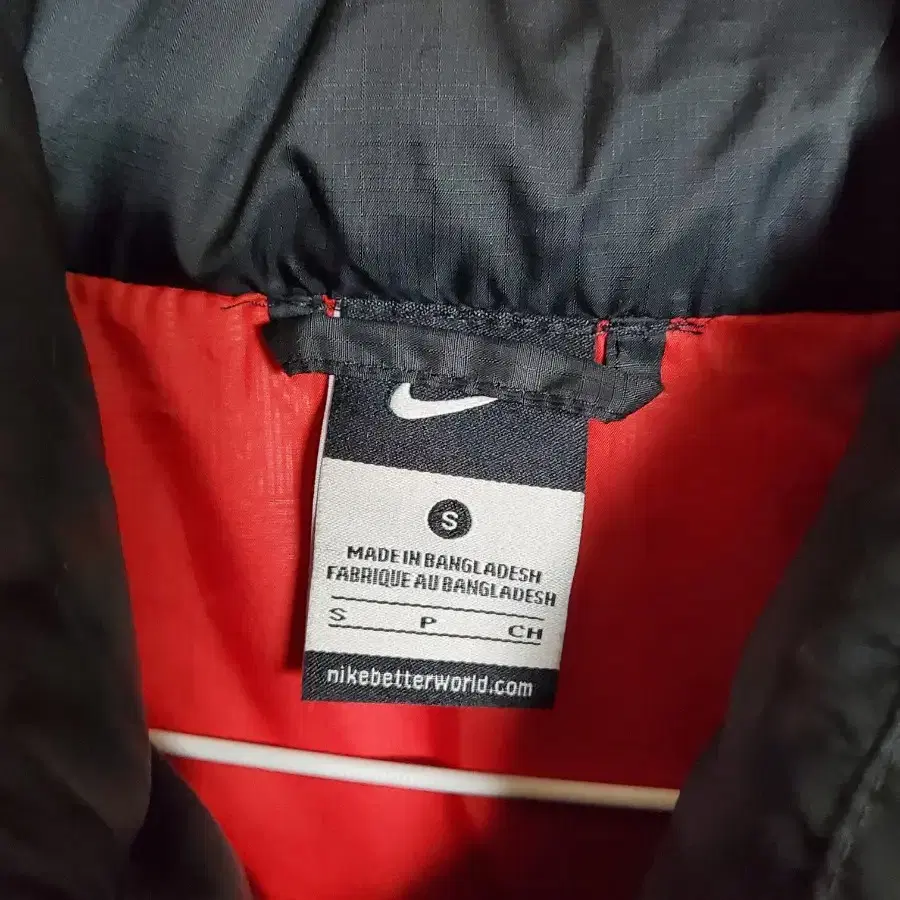 S
MADE IN BANGLADESH
FABRIQUE AU BANGLADESH
S P CH
nikebetterworld.com